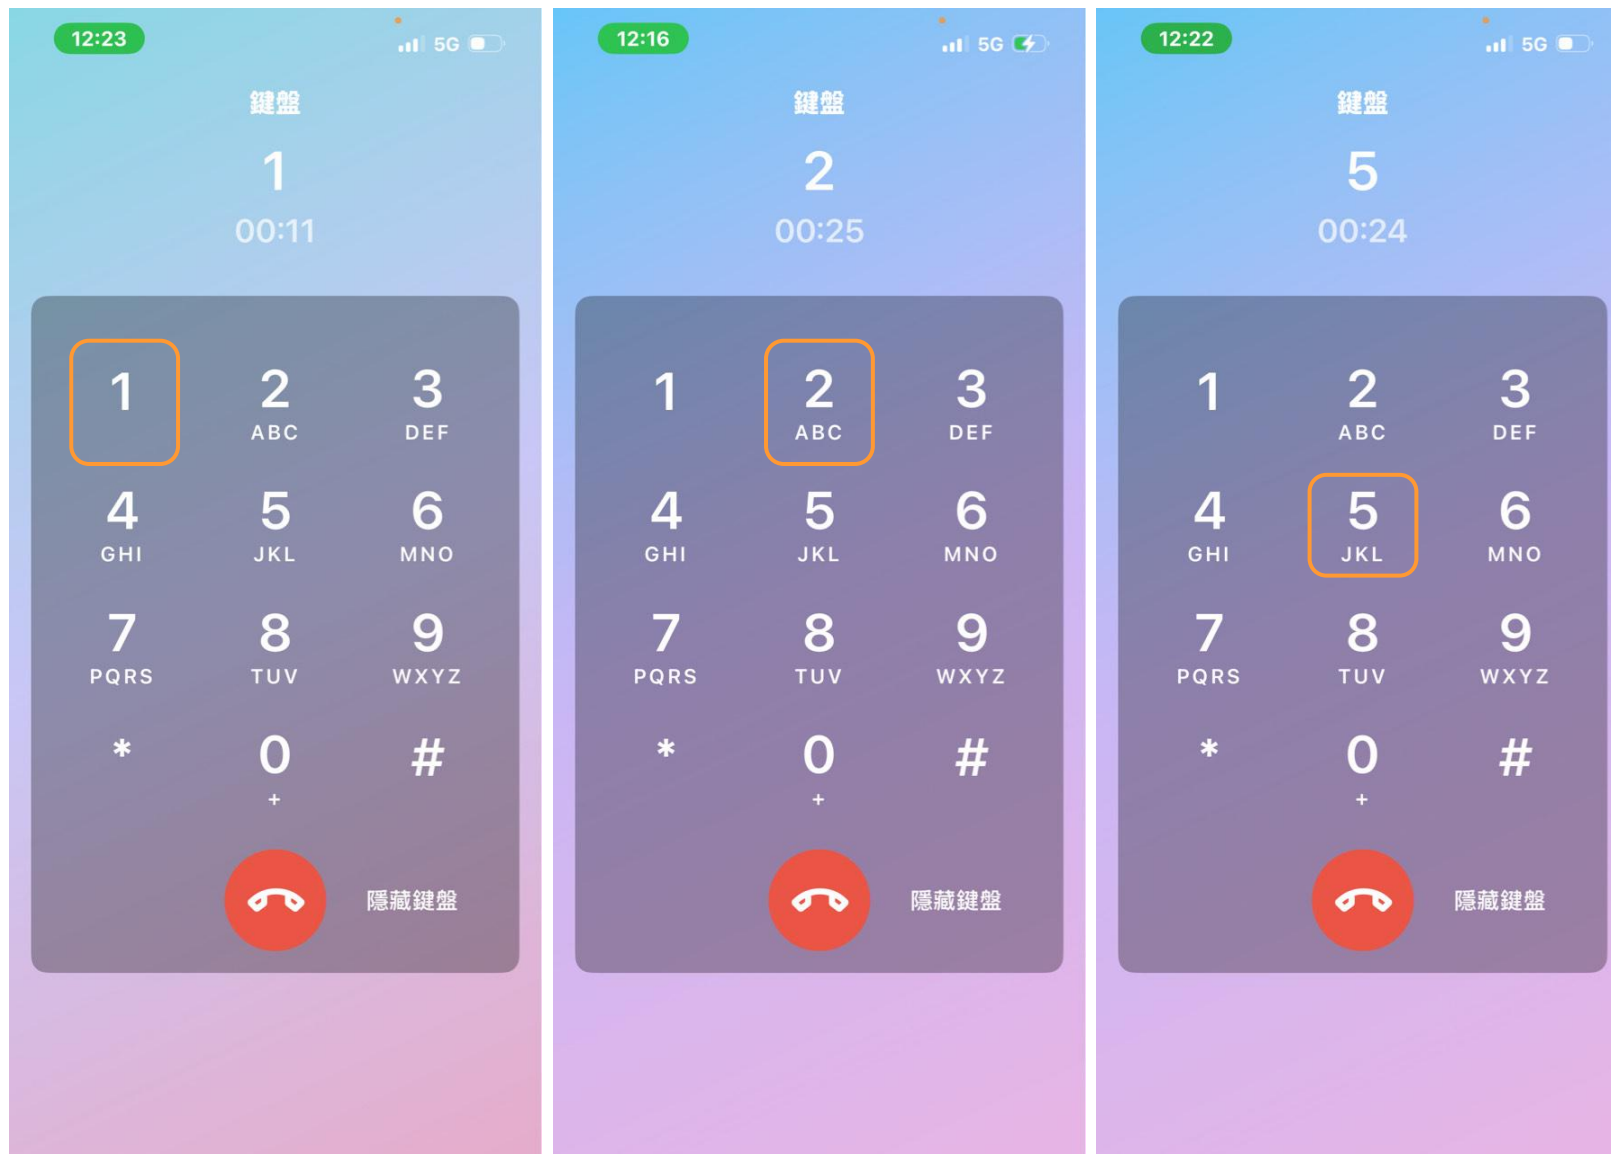 12:23
5G
鍵盤
1
00:11
1
2
3
ABC
DEF
4
5
6
GHI
JKL
MNO
7
8
9
PQRS
TUV
WXYZ
*
0
#
+
隱藏鍵盤
12:16
5G
鍵盤
2
00:25
1
2
3
ABC
DEF
4
5
6
GHI
JKL
MNO
7
8
9
PQRS
TUV
WXYZ
*
0
#
+
隱藏鍵盤
12:22
5G
鍵盤
5
00:24
1
2
3
ABC
DEF
4
5
6
GHI
JKL
MNO
7
8
9
PQRS
TUV
WXYZ
*
0
#
+
隱藏鍵盤